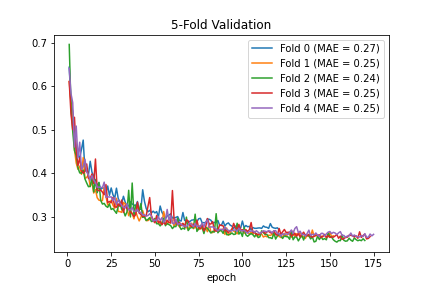 5-Fold Validation
0.7
0.6
0.5
0.4
0.3
Fold 0 (MAE = 0.27)
Fold 1 (MAE = 0.25)
Fold 2 (MAE = 0.24)
Fold 3 (MAE = 0.25)
Fold 4 (MAE = 0.25)
0 25 50 75 100 125 150 175
epoch